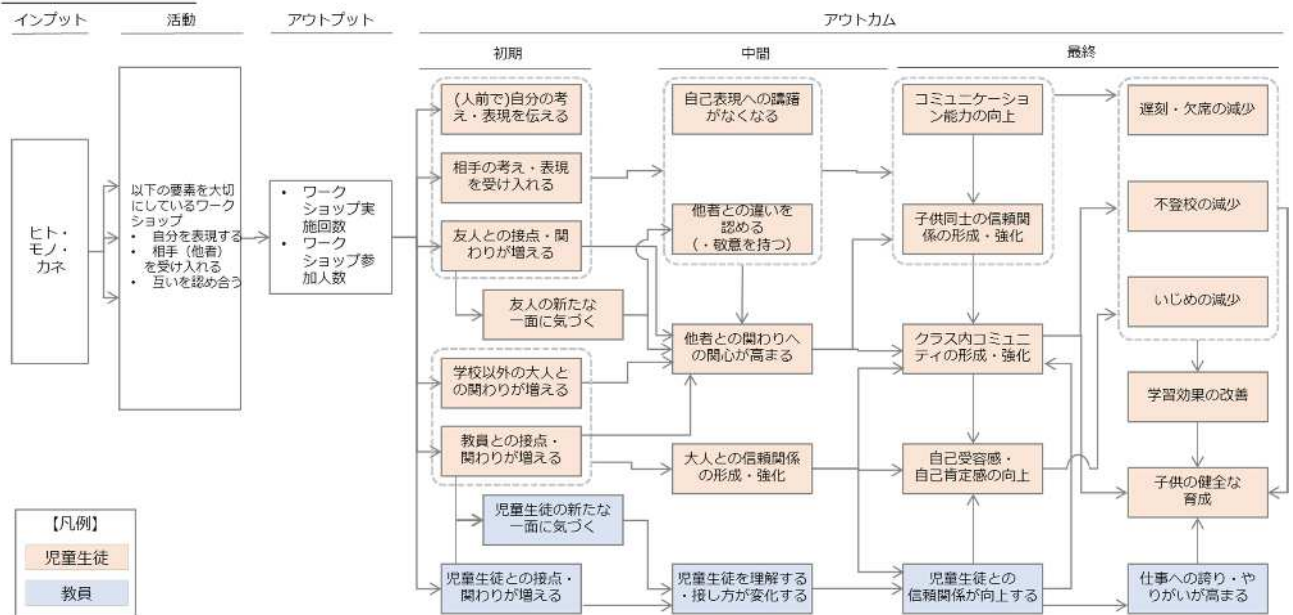 インプット
活動
アウトプット
アウトカム
初期
中間
最終
ヒト・
モノ・
カネ
以下の要素を大切
にしているワーク
ショップ
• 自分を表現する
• 相手（他者）
を受け入れる
• 互いを認め合う
• ワーク
ショップ実
施回数
• ワーク
ショップ参
加人数
(人前で)自分の考
え・表現を伝える
相手の考え・表現
を受け入れる
友人との接点・関
わりが増える
友人の新たな
一面に気づく
学校以外の大人と
の関わりが増える
教員との接点・
関わりが増える
児童生徒の新たな
一面に気づく
児童生徒との接点・
関わりが増える
自己表現への躊躇
がなくなる
他者との違いを
認める
（・敬意を持つ）
他者との関わりへ
の関心が高まる
大人との信頼関係
の形成・強化
児童生徒を理解する
・接し方が変化する
コミュニケーショ
ン能力の向上
子供同士の信頼関
係の形成・強化
クラス内コミュニ
ティの形成・強化
自己受容感・
自己肯定感の向上
児童生徒との
信頼関係が向上する
遅刻・欠席の減少
不登校の減少
いじめの減少
学習効果の改善
子供の健全な
育成
仕事への誇り・や
りがいが高まる
【凡例】
児童生徒
教員